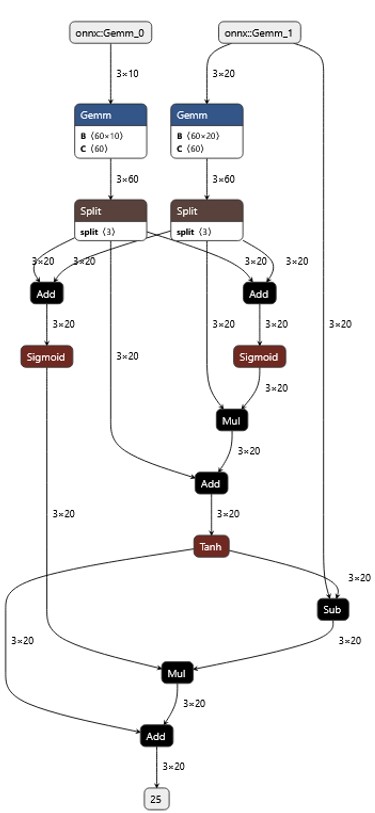 onnx::Gemm_0
onnx::Gemm_1
3×10
3×20
Gemm
B ⟨60×10⟩
C ⟨60⟩
Gemm
B ⟨60×20⟩
C ⟨60⟩
3×60
3×60
Split
split ⟨3⟩
Split
split ⟨3⟩
3×20
3×20
3×20
3×20
Add
Add
3×20
3×20
3×20
3×20
Sigmoid
3×20
Sigmoid
3×20
Mul
3×20
Add
3×20
3×20
Tanh
3×20
Sub
3×20
3×20
Mul
3×20
Add
3×20
25